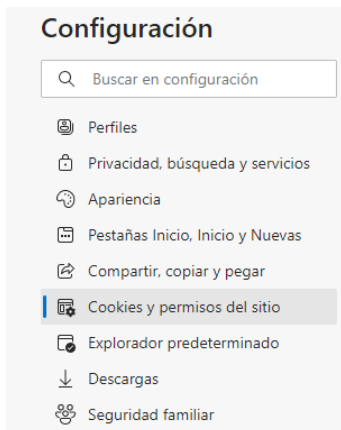 Configuración
Buscar en configuración
Perfiles
Privacidad, búsqueda y servicios
Apariencia
Pestañas Inicio, Inicio y Nuevas
Compartir, copiar y pegar
Cookies y permisos del sitio
Explorador predeterminado
Descargas
Seguridad familiar